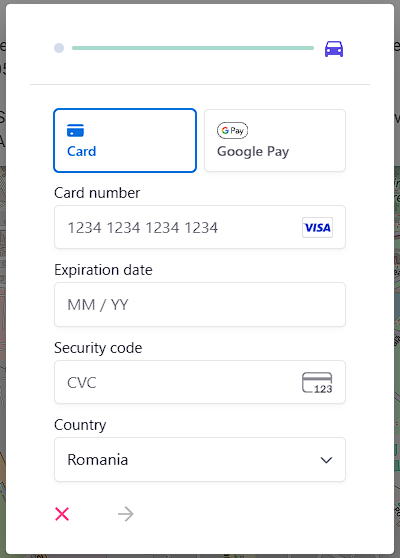 G Pay
Card
Google Pay
Card number
1234 1234 1234 1234
VISA
Expiration date
MM / YY
Security code
CVC
123
Country
Romania